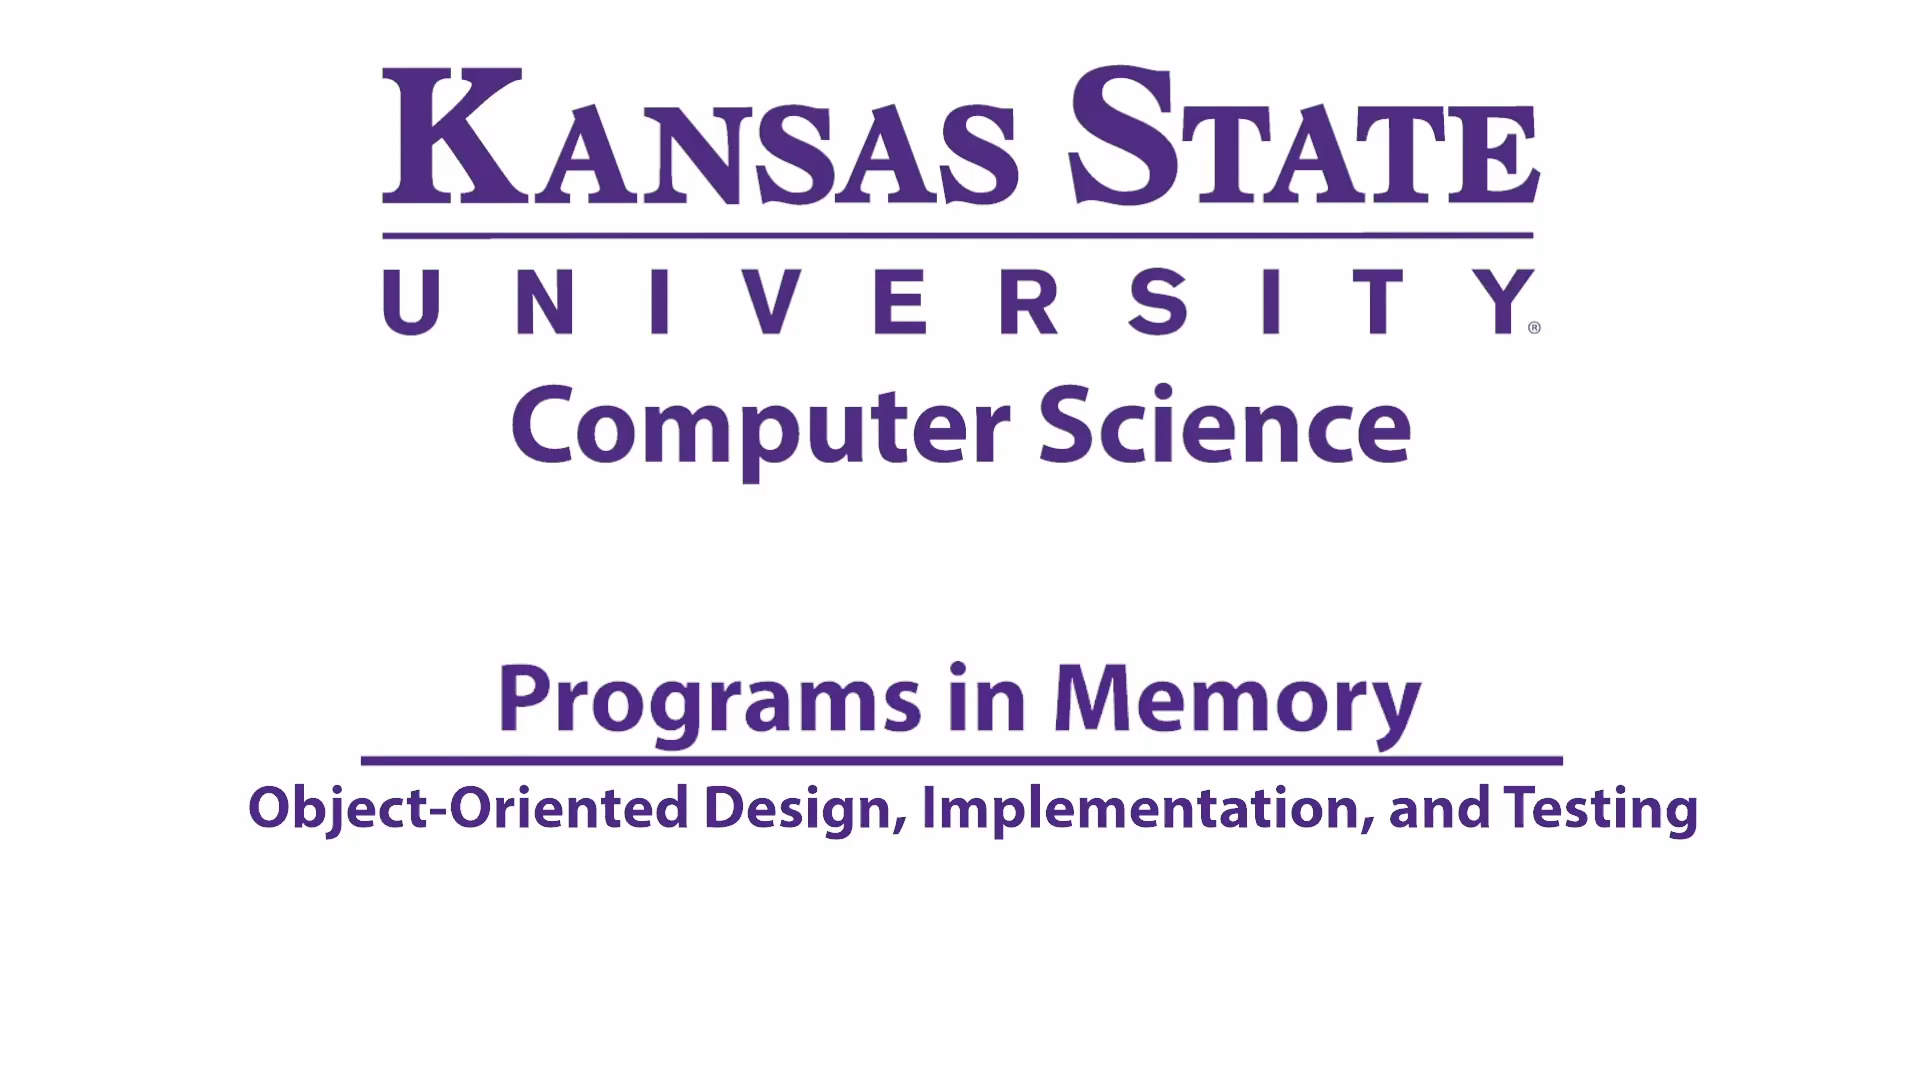 KANSAS STATE
UNIVERSITY®
Computer Science
Programs in Memory
Object-Oriented Design, Implementation, and Testing